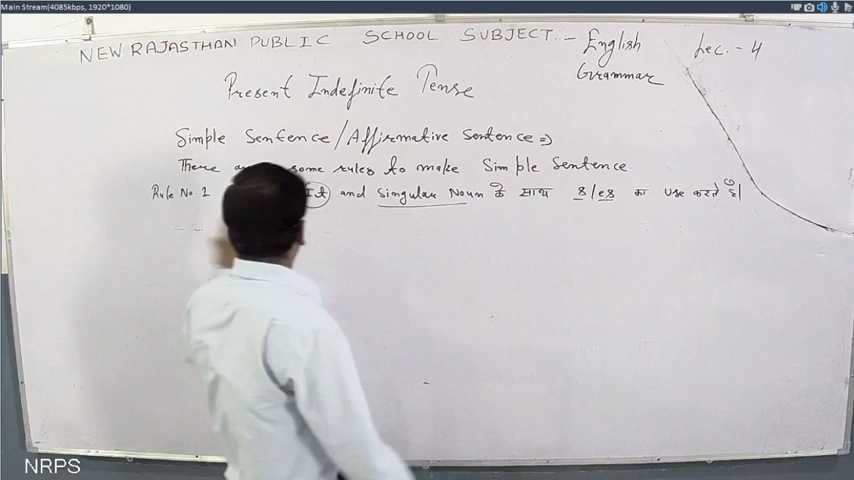 Main Stream(4085kbps, 1920*1080)
NEW RAJASTHAN PUBLIC SCHOOL SUBJECT - English Grammar Lec. - 4
Present Indefinite Tense
Simple Sentence/Affirmative Sentence ⇒
There are some rules to make Simple Sentence
Rule No. 1 It and Singular Noun के साथ s/es का use करते है|
NRPS